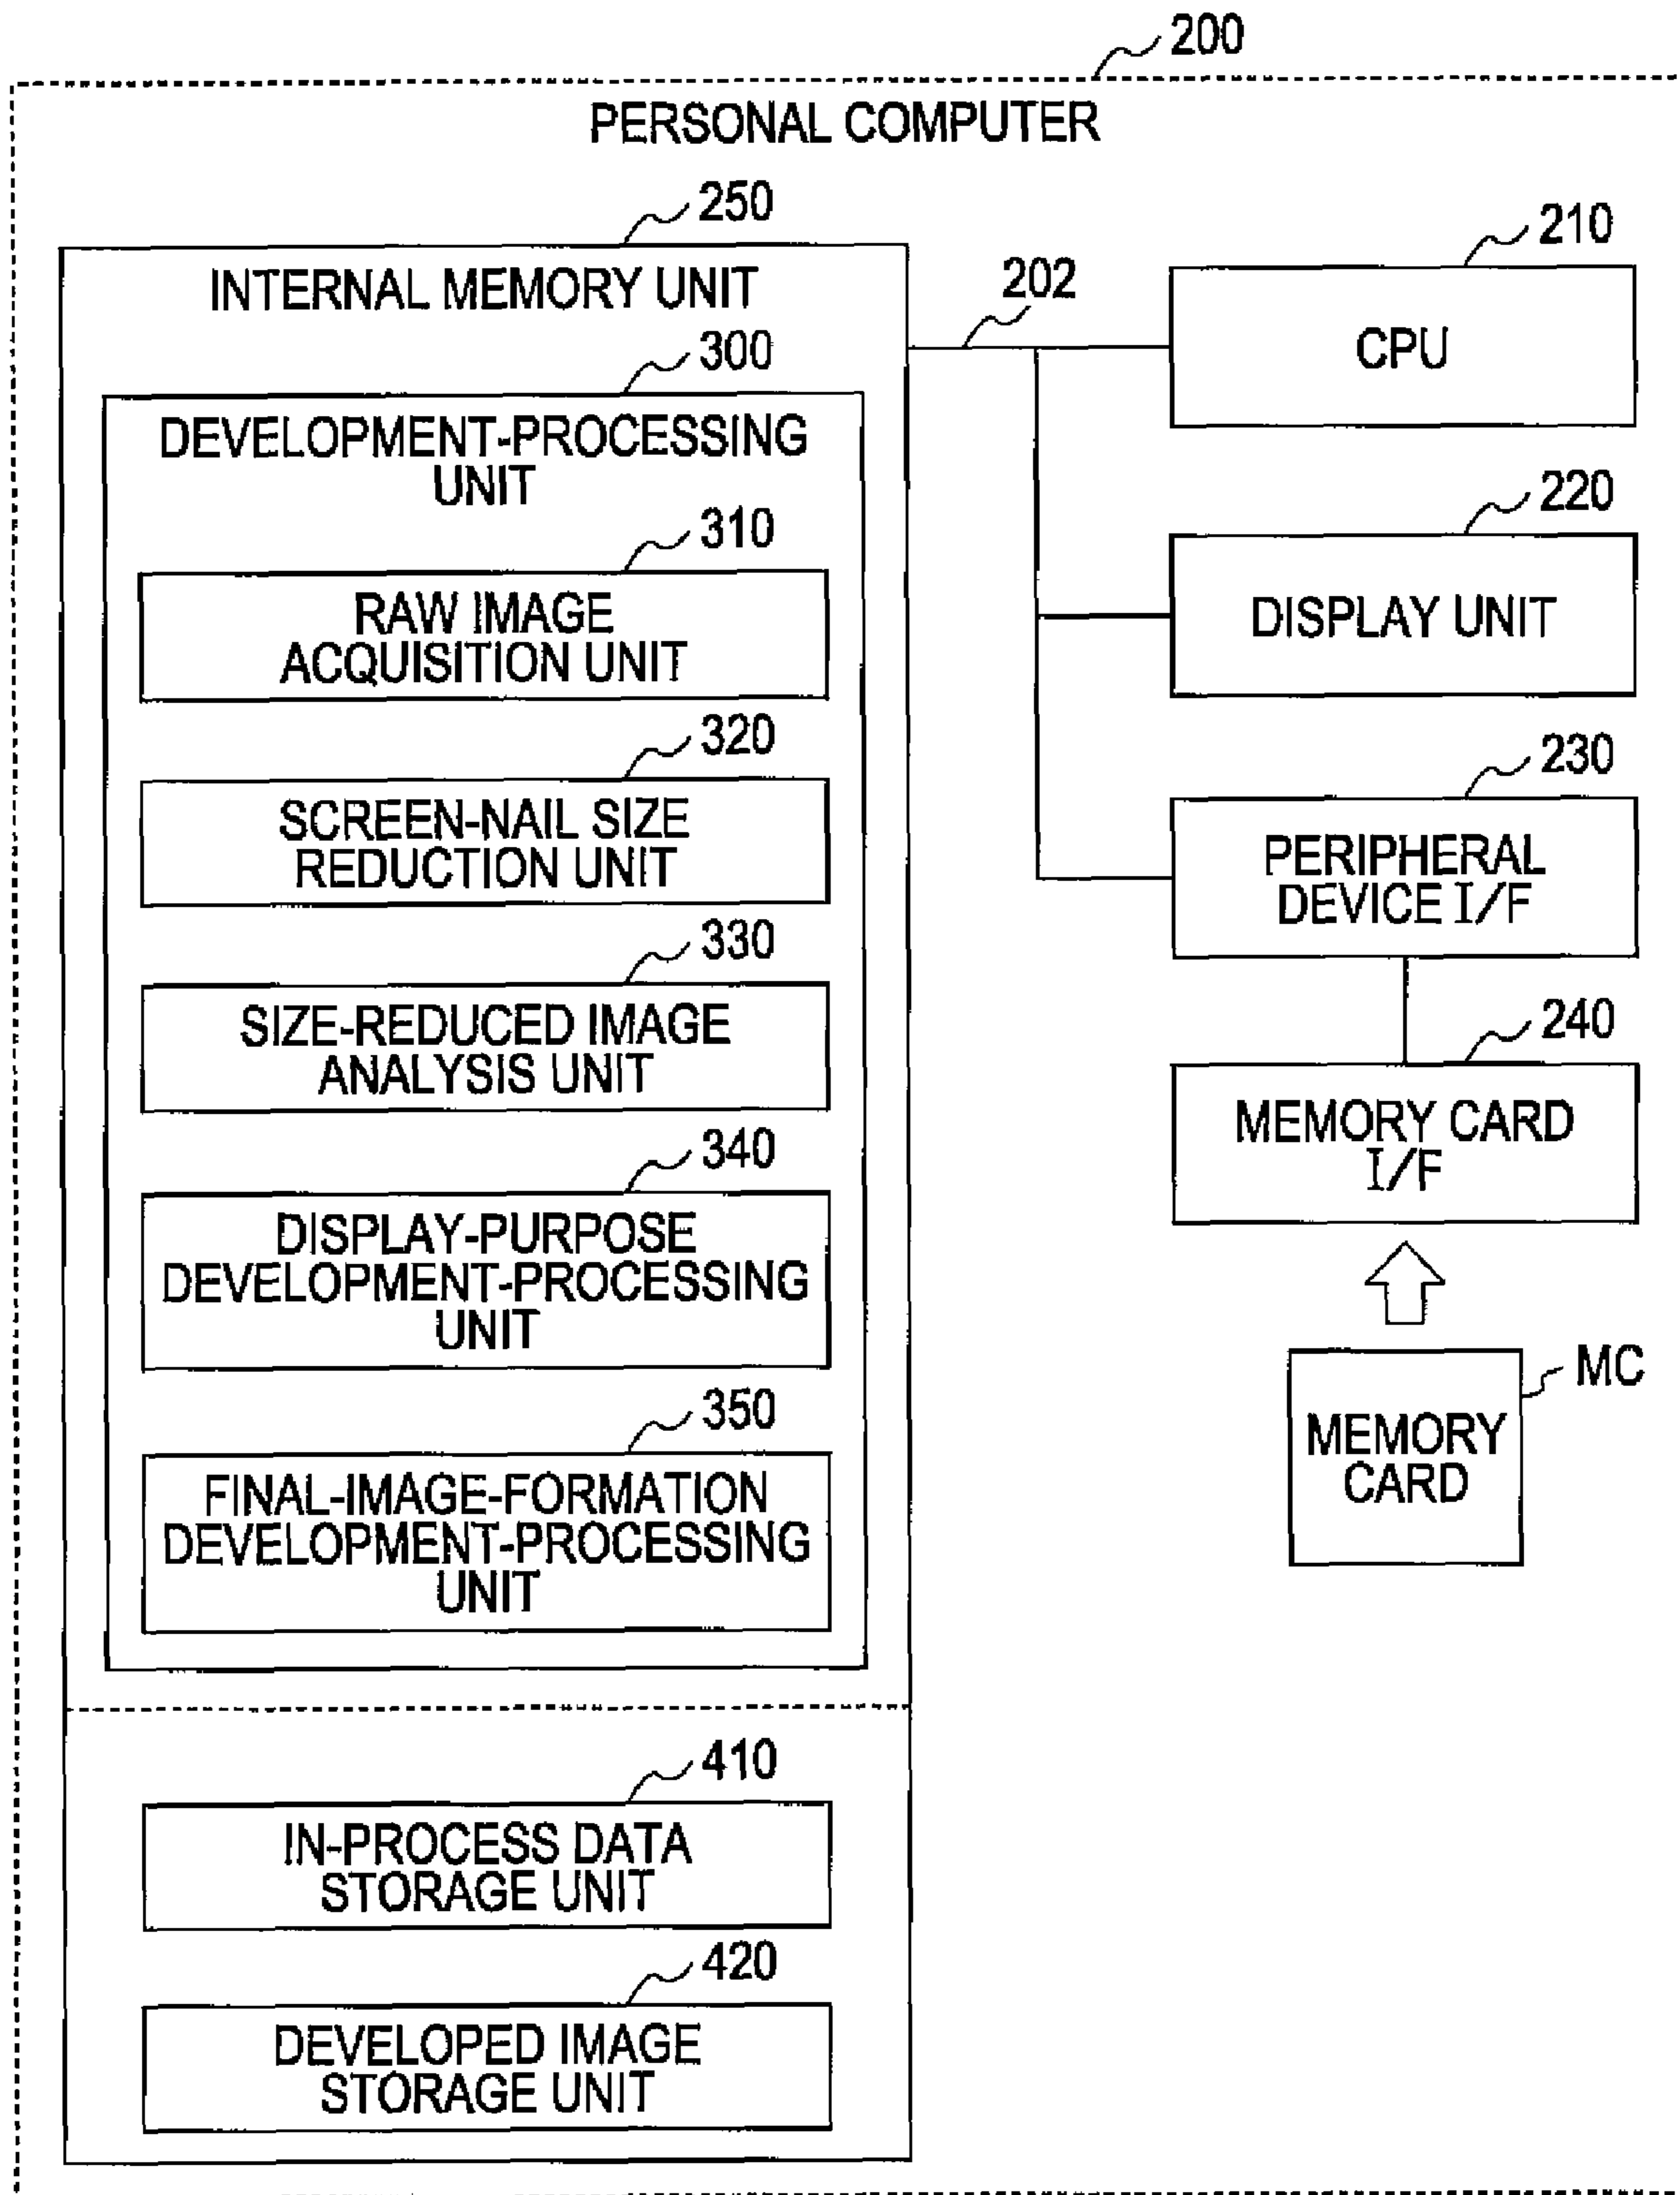 200
PERSONAL COMPUTER
250
INTERNAL MEMORY UNIT
300
DEVELOPMENT-PROCESSING
UNIT
310
RAW IMAGE
ACQUISITION UNIT
320
SCREEN-NAIL SIZE
REDUCTION UNIT
330
SIZE-REDUCED IMAGE
ANALYSIS UNIT
340
DISPLAY-PURPOSE
DEVELOPMENT-PROCESSING
UNIT
350
FINAL-IMAGE-FORMATION
DEVELOPMENT-PROCESSING
UNIT
410
IN-PROCESS DATA
STORAGE UNIT
420
DEVELOPED IMAGE
STORAGE UNIT
202
210
CPU
220
DISPLAY UNIT
230
PERIPHERAL
DEVICE I/F
240
MEMORY CARD
I/F
MC
MEMORY
CARD